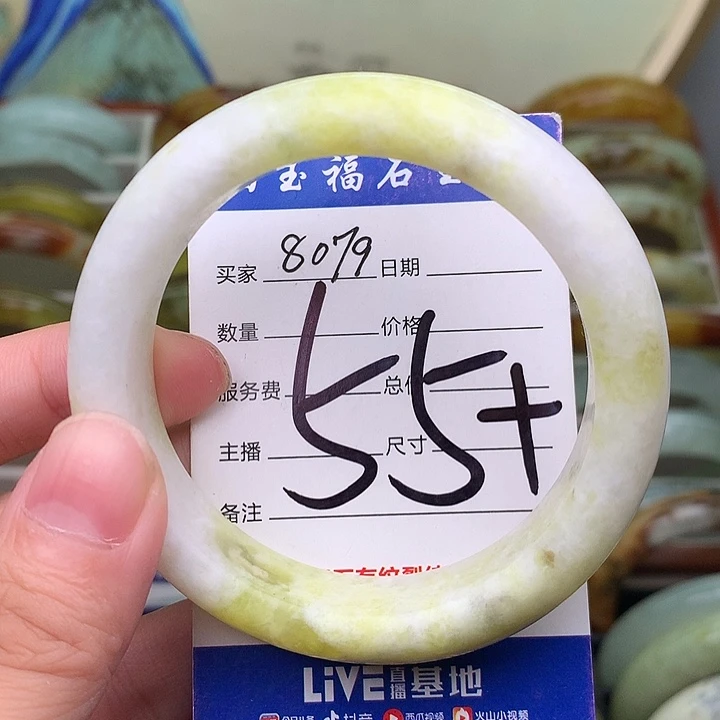 玉福石
买家 8079 日期
数量 价格
55+
服务费 总
主播 尺寸
备注
LiVE直播基地
抖音 西瓜视频 火山小视频